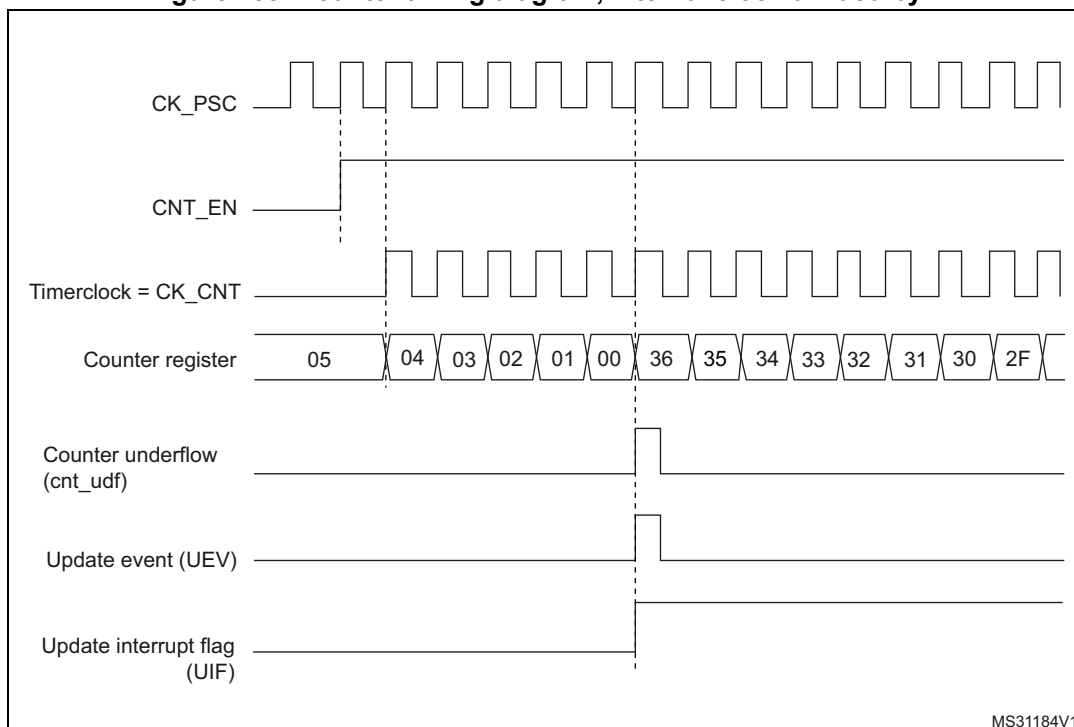 CK_PSC
CNT_EN
Timerclock = CK_CNT
Counter register
05 04 03 02 01 00 36 35 34 33 32 31 30 2F
Counter underflow
(cnt_udf)
Update event (UEV)
Update interrupt flag
(UIF)
MS31184V1